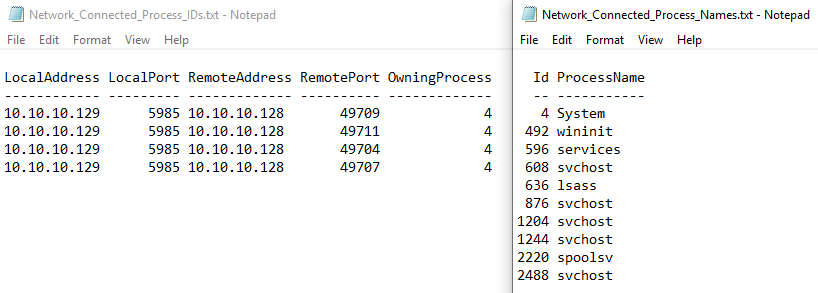 Network_Connected_Process_IDs.txt - Notepad
File Edit Format View Help
LocalAddress LocalPort RemoteAddress RemotePort OwningProcess
------------ --------- ------------- ---------- -------------
10.10.10.129 5985 10.10.10.128 49709 4
10.10.10.129 5985 10.10.10.128 49711 4
10.10.10.129 5985 10.10.10.128 49704 4
10.10.10.129 5985 10.10.10.128 49707 4
Network_Connected_Process_Names.txt - Notepad
File Edit Format View Help
Id ProcessName
-- -----------
4 System
492 wininit
596 services
608 svchost
636 lsass
876 svchost
1204 svchost
1244 svchost
2220 spoolsv
2488 svchost